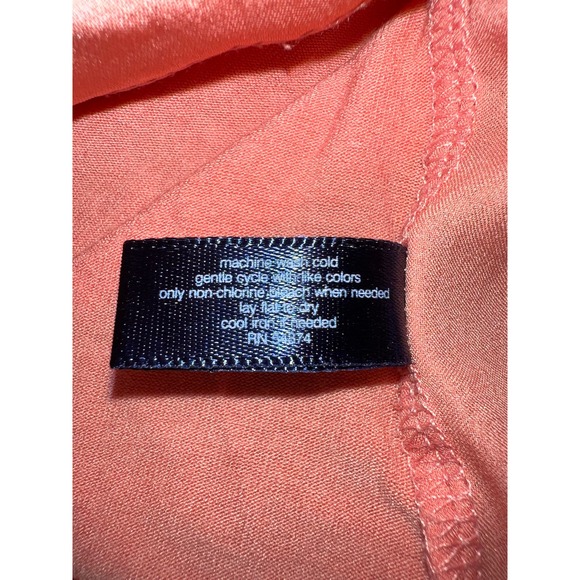 machine wash cold
gentle cycle with like colors
only non-chlorine bleach when needed
lay flat to dry
cool iron if needed
RN